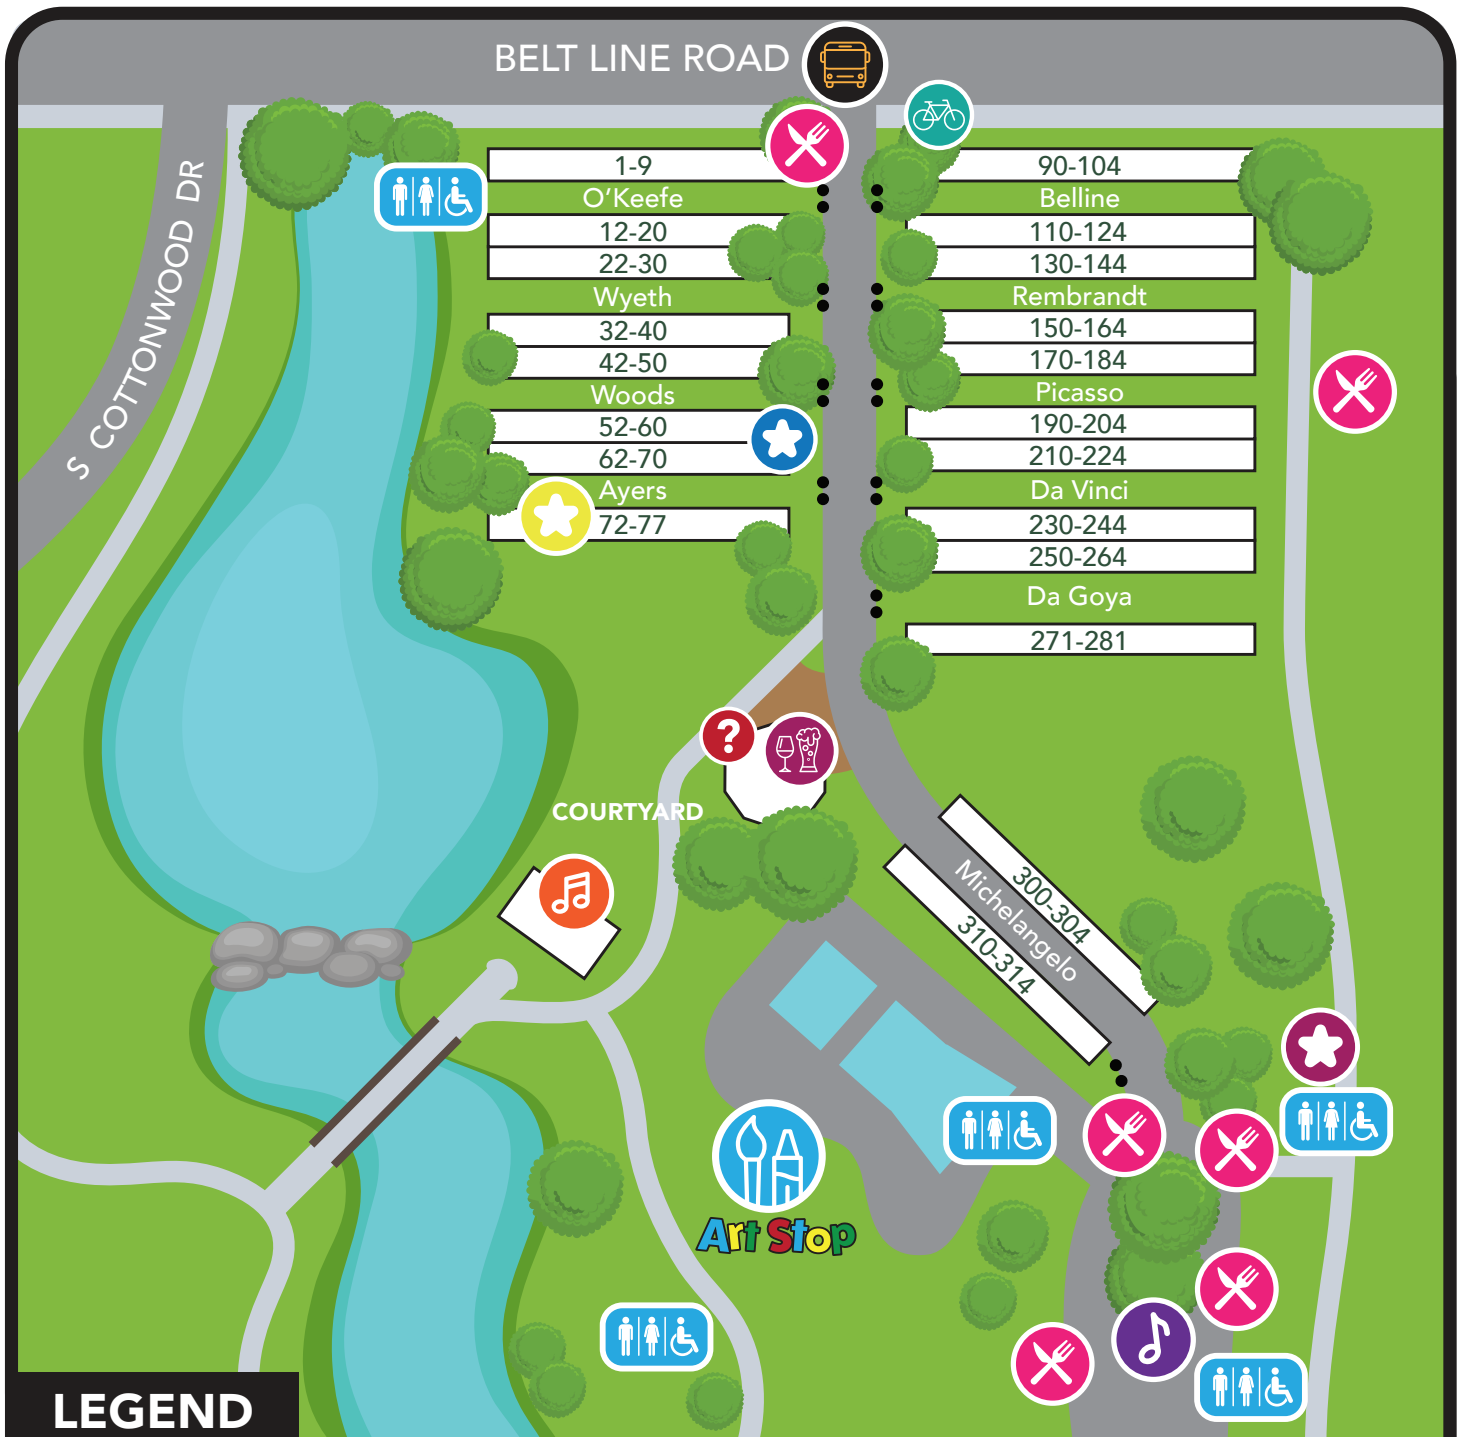 BELT LINE ROAD
S COTTONWOOD DR
1-9
O'Keefe
12-20
22-30
Wyeth
32-40
42-50
Woods
52-60
62-70
Ayers
72-77
90-104
Belline
110-124
130-144
Rembrandt
150-164
170-184
Picasso
190-204
210-224
Da Vinci
230-244
250-264
Da Goya
271-281
?
COURTYARD
300-304
Michelangelo
310-314
Art Stop
LEGEND